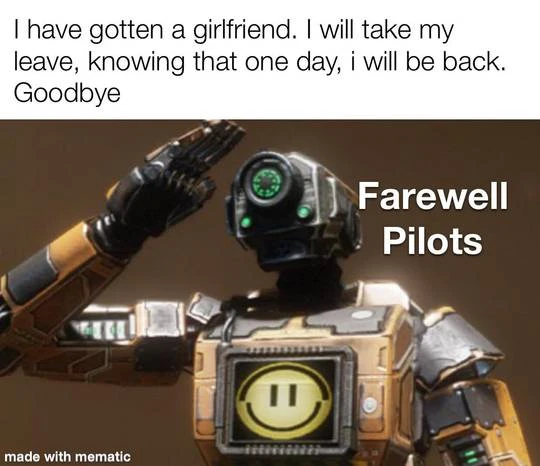 I have gotten a girlfriend. I will take my
leave, knowing that one day, i will be back.
Goodbye
Farewell
Pilots
made with mematic